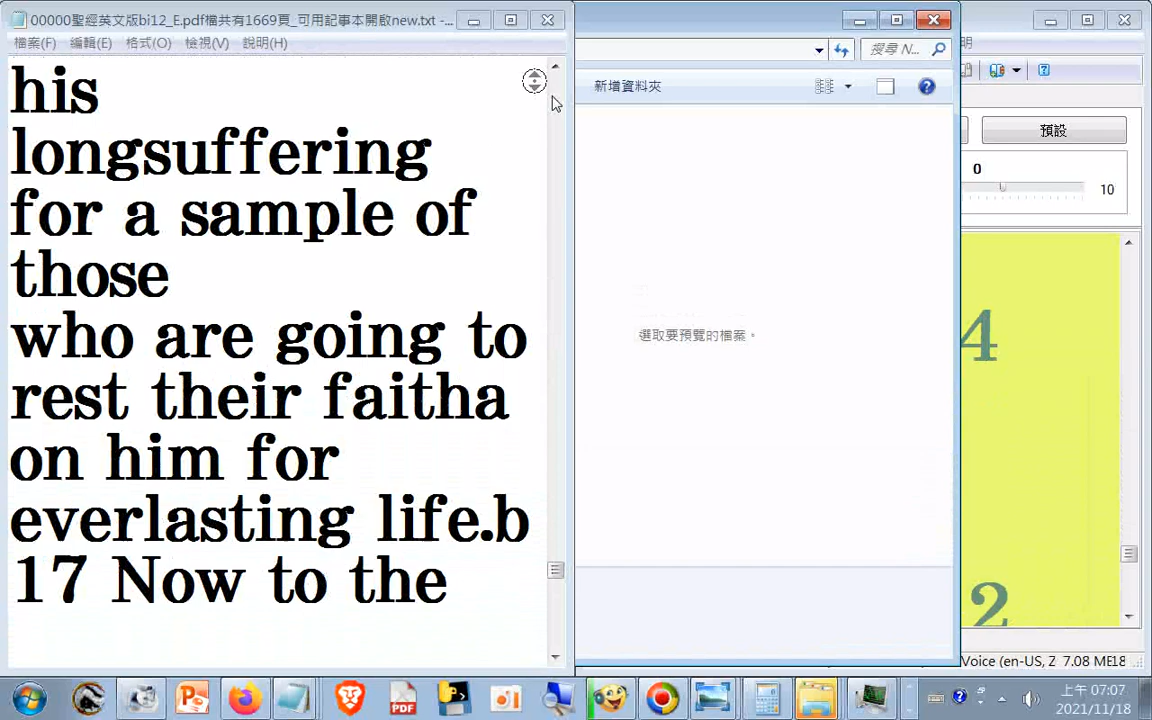 00000聖經英文版bi12_E.pdf檔共有1669頁_可用記事本開啟new.txt -...
檔案(F) 編輯(E) 格式(O) 檢視(V) 說明(H)
his
longsuffering
for a sample of
those
who are going to
rest their faitha
on him for
everlasting life.b
17 Now to the
搜尋 N...
新增資料夾
選取要預覽的檔案。
明
預設
0
10
4
2
Voice (en-US, Z 7.08 ME18
上午 07:07
2021/11/18